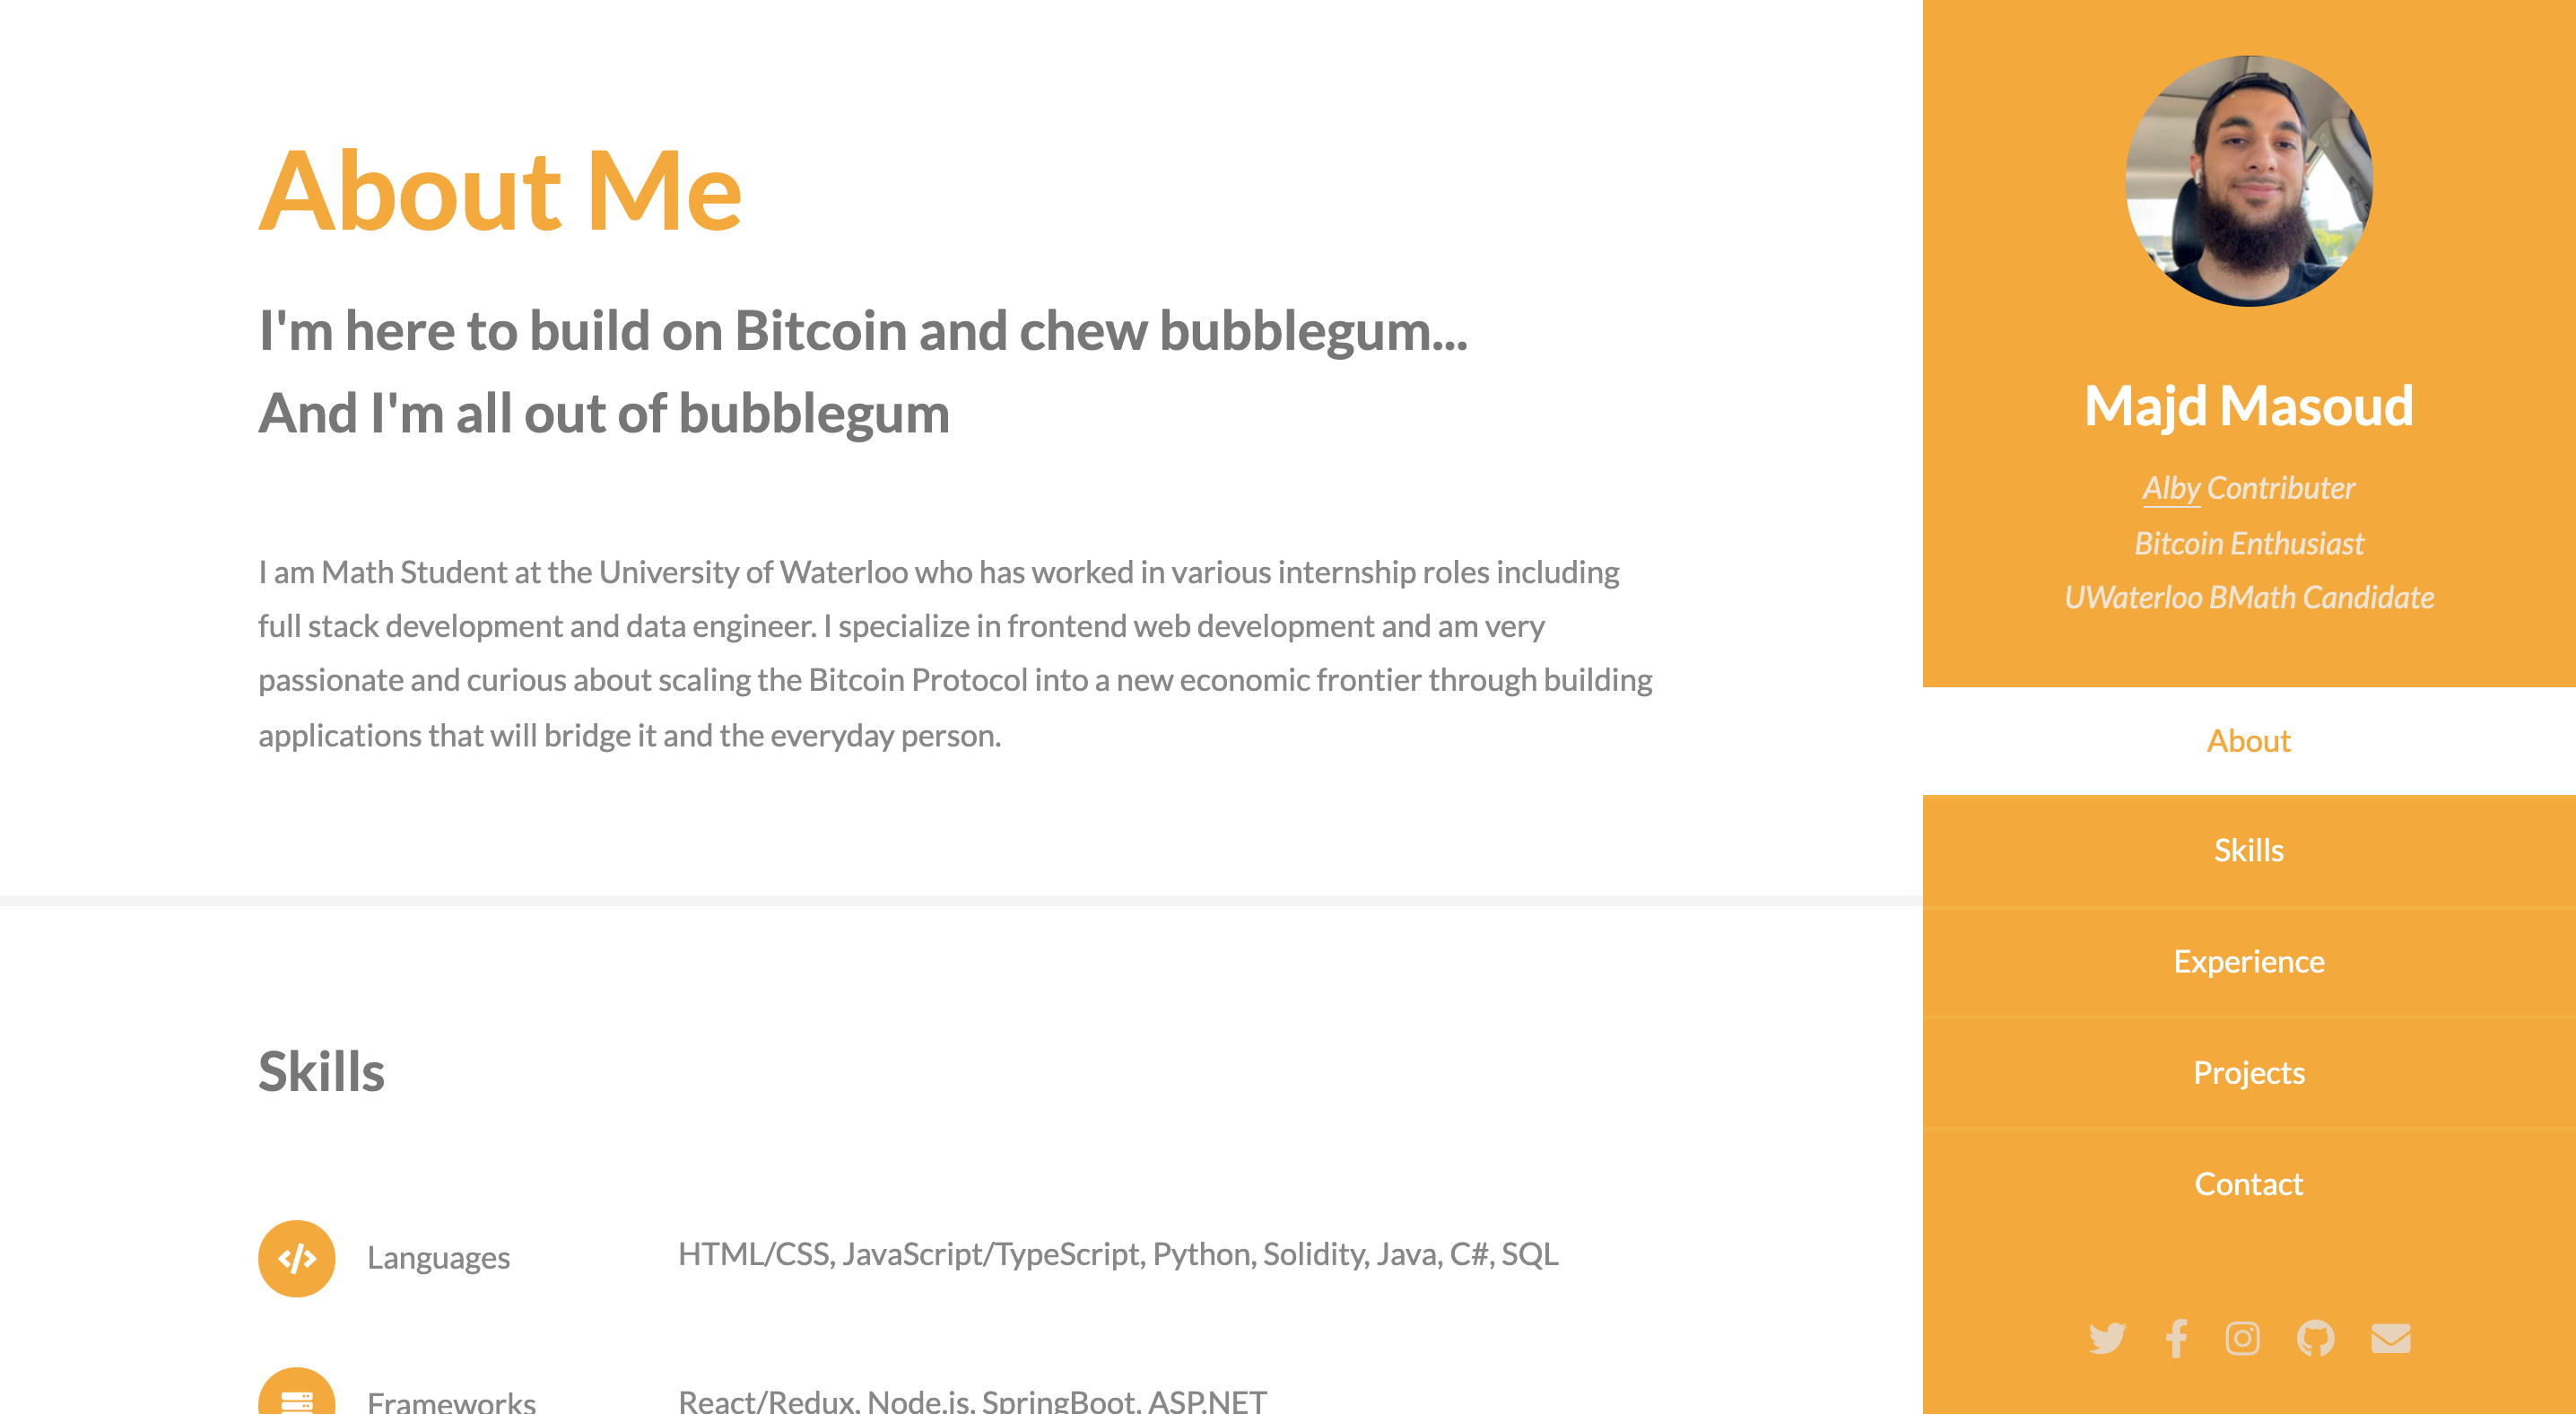 About Me
I'm here to build on Bitcoin and chew bubblegum...
And I'm all out of bubblegum
I am Math Student at the University of Waterloo who has worked in various internship roles including
full stack development and data engineer. I specialize in frontend web development and am very
passionate and curious about scaling the Bitcoin Protocol into a new economic frontier through building
applications that will bridge it and the everyday person.
Skills
Languages
HTML/CSS, JavaScript/TypeScript, Python, Solidity, Java, C#, SQL
Frameworks
React/Redux, Node.js, SpringBoot, ASP.NET
Majd Masoud
Alby Contributer
Bitcoin Enthusiast
UWaterloo BMath Candidate
About
Skills
Experience
Projects
Contact